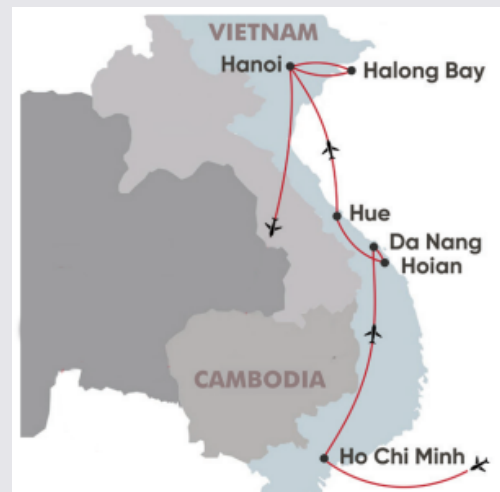 VIETNAM
Hanoi
Halong Bay
Hue
Da Nang
Hoian
CAMBODIA
Ho Chi Minh